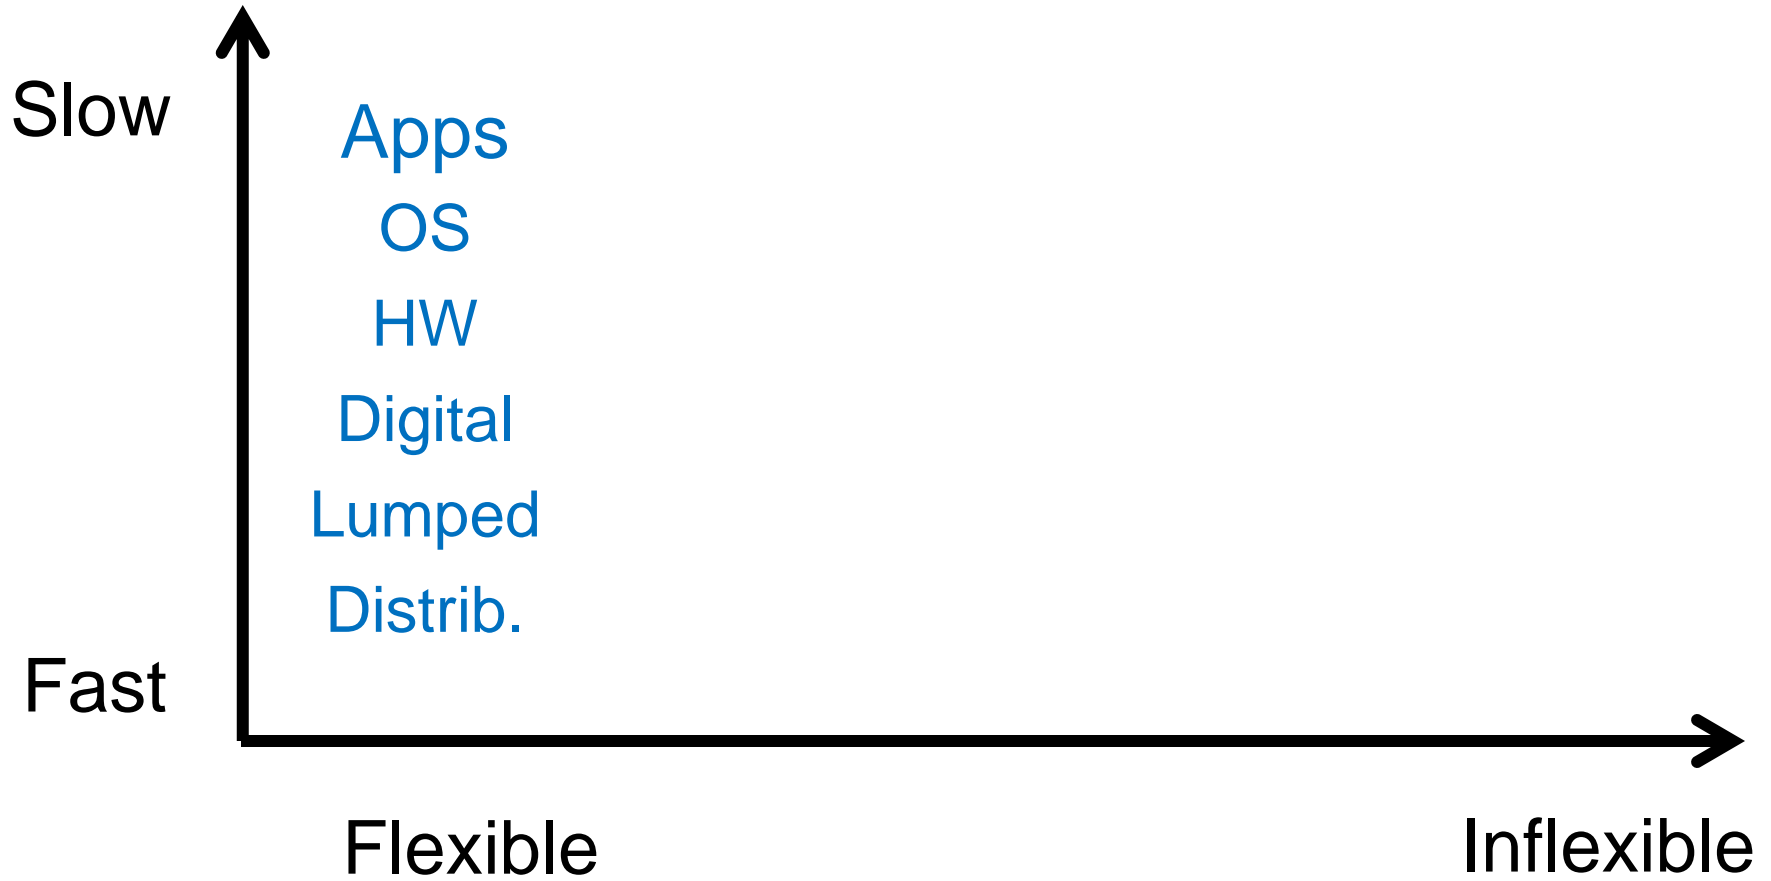 Slow
Apps
OS
HW
Digital
Lumped
Distrib.
Fast
Flexible
Inflexible